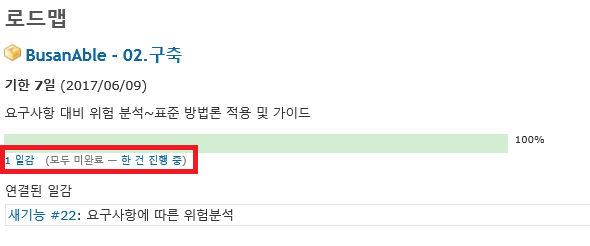 로드맵
BusanAble - 02.구축
기한 7일 (2017/06/09)
요구사항 대비 위험 분석~표준 방법론 적용 및 가이드
100%
1 일감 (모두 미완료 — 한 건 진행 중)
연결된 일감
새기능 #22: 요구사항에 따른 위험분석